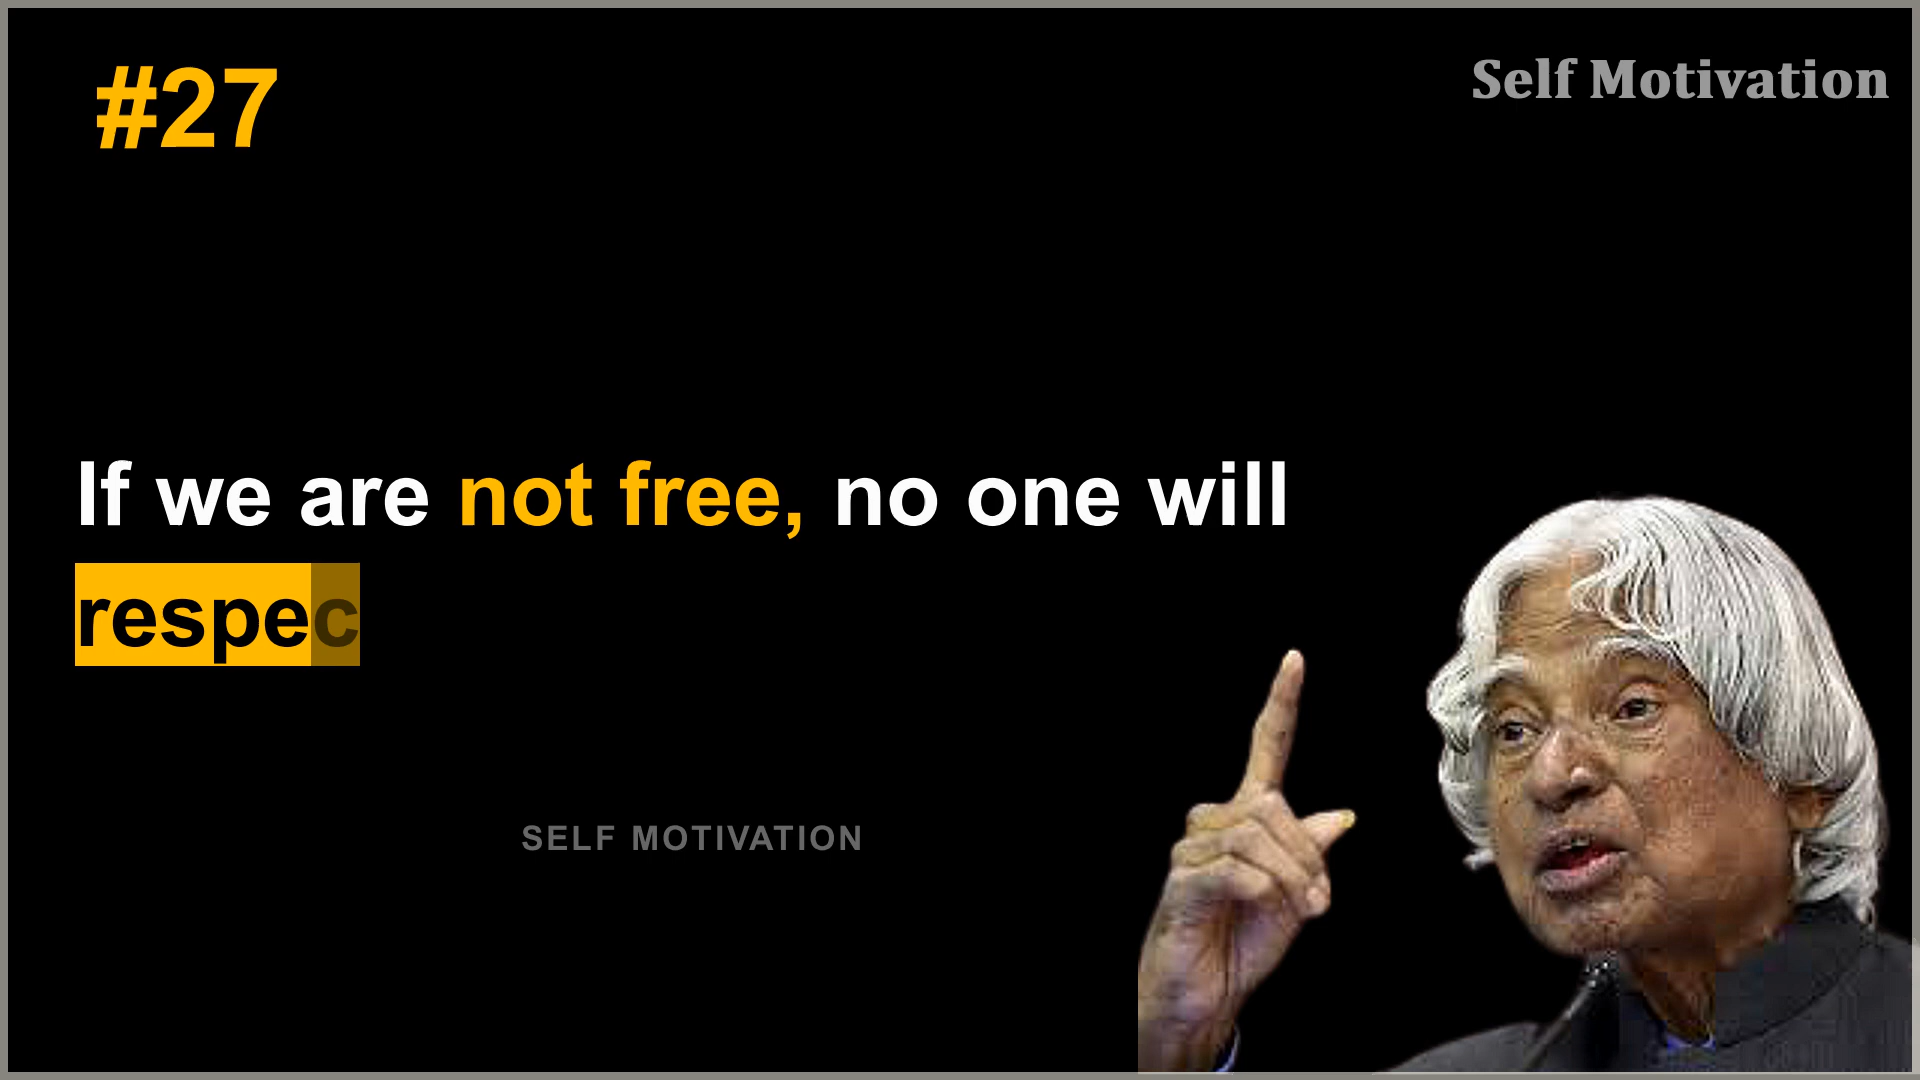 #27
Self Motivation
If we are not free, no one will
respec
SELF MOTIVATION